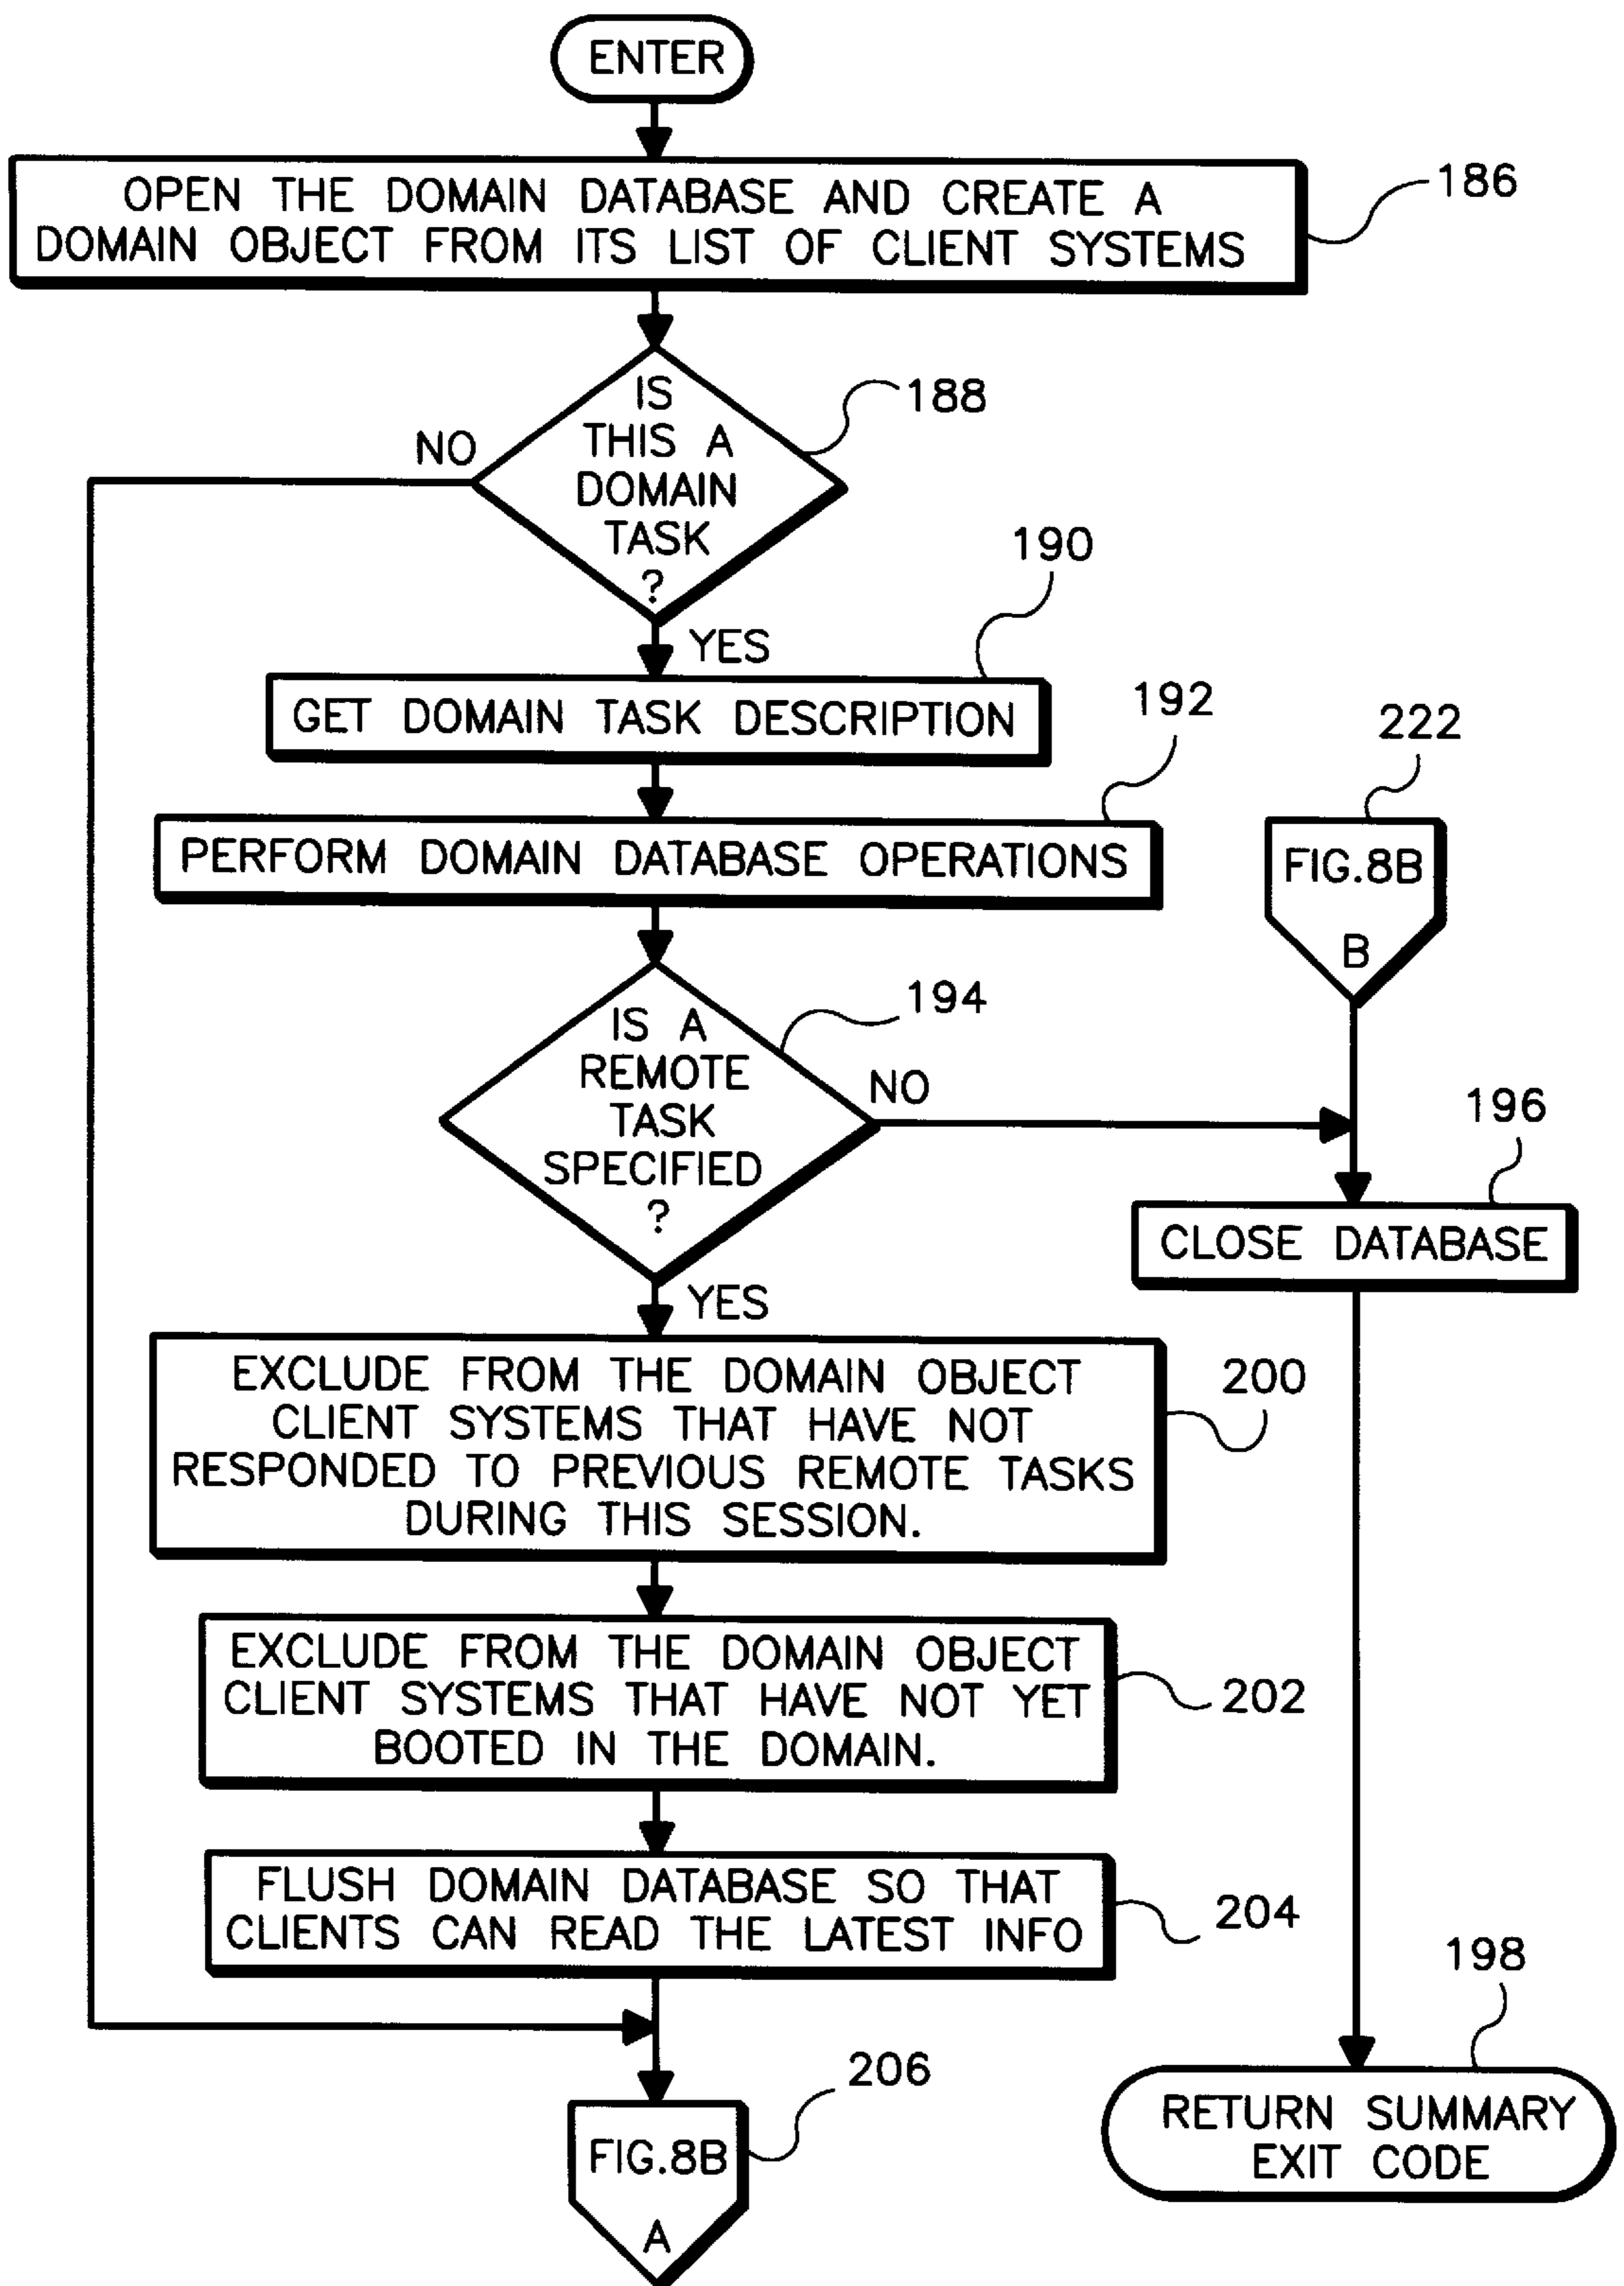 ENTER
OPEN THE DOMAIN DATABASE AND CREATE A
DOMAIN OBJECT FROM ITS LIST OF CLIENT SYSTEMS
186
IS
THIS A
DOMAIN
TASK
?
188
NO
YES
190
GET DOMAIN TASK DESCRIPTION
192
PERFORM DOMAIN DATABASE OPERATIONS
222
FIG.8B
B
IS A
REMOTE
TASK
SPECIFIED
?
194
NO
YES
196
CLOSE DATABASE
EXCLUDE FROM THE DOMAIN OBJECT
CLIENT SYSTEMS THAT HAVE NOT
RESPONDED TO PREVIOUS REMOTE TASKS
DURING THIS SESSION.
200
EXCLUDE FROM THE DOMAIN OBJECT
CLIENT SYSTEMS THAT HAVE NOT YET
BOOTED IN THE DOMAIN.
202
FLUSH DOMAIN DATABASE SO THAT
CLIENTS CAN READ THE LATEST INFO
204
206
FIG.8B
A
198
RETURN SUMMARY
EXIT CODE